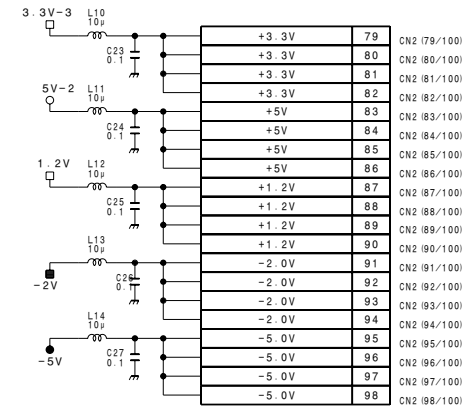 3.3V-3
L10
10μ
C23
0.1
+3.3V 79 CN2(79/100)
+3.3V 80 CN2(80/100)
+3.3V 81 CN2(81/100)
+3.3V 82 CN2(82/100)
5V-2
L11
10μ
C24
0.1
+5V 83 CN2(83/100)
+5V 84 CN2(84/100)
+5V 85 CN2(85/100)
+5V 86 CN2(86/100)
1.2V
L12
10μ
C25
0.1
+1.2V 87 CN2(87/100)
+1.2V 88 CN2(88/100)
+1.2V 89 CN2(89/100)
+1.2V 90 CN2(90/100)
L13
10μ
-2V
C26
0.1
-2.0V 91 CN2(91/100)
-2.0V 92 CN2(92/100)
-2.0V 93 CN2(93/100)
-2.0V 94 CN2(94/100)
L14
10μ
-5V
C27
0.1
-5.0V 95 CN2(95/100)
-5.0V 96 CN2(96/100)
-5.0V 97 CN2(97/100)
-5.0V 98 CN2(98/100)